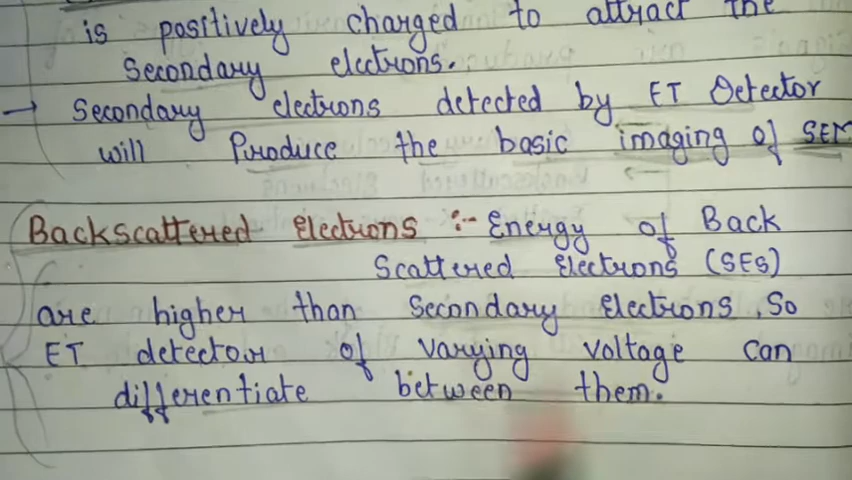 is positively charged to attract the
Secondary electrons.
→ Secondary electrons detected by ET Detector
will Produce the basic imaging of SEM
Backscattered Electrons :- Energy of Back
Scattered Electrons (SES)
are higher than Secondary Electrons, So
ET detector of varying voltage can
differentiate between them.